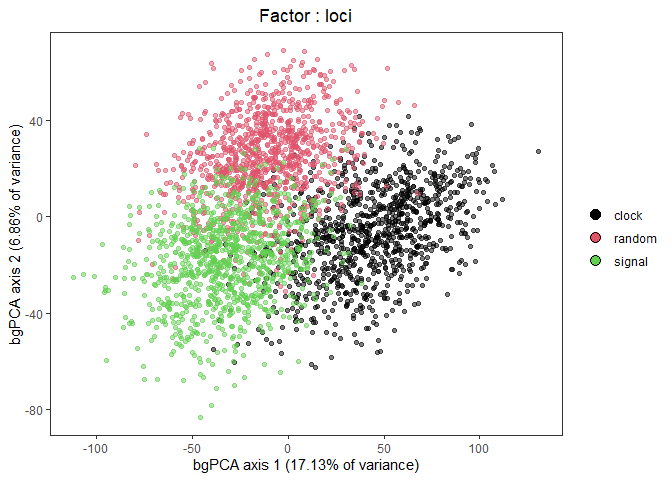 Factor : loci
bgPCA axis 2 (6.86% of variance)
40
0
-40
-80
-100
-50
0
50
100
bgPCA axis 1 (17.13% of variance)
clock
random
signal